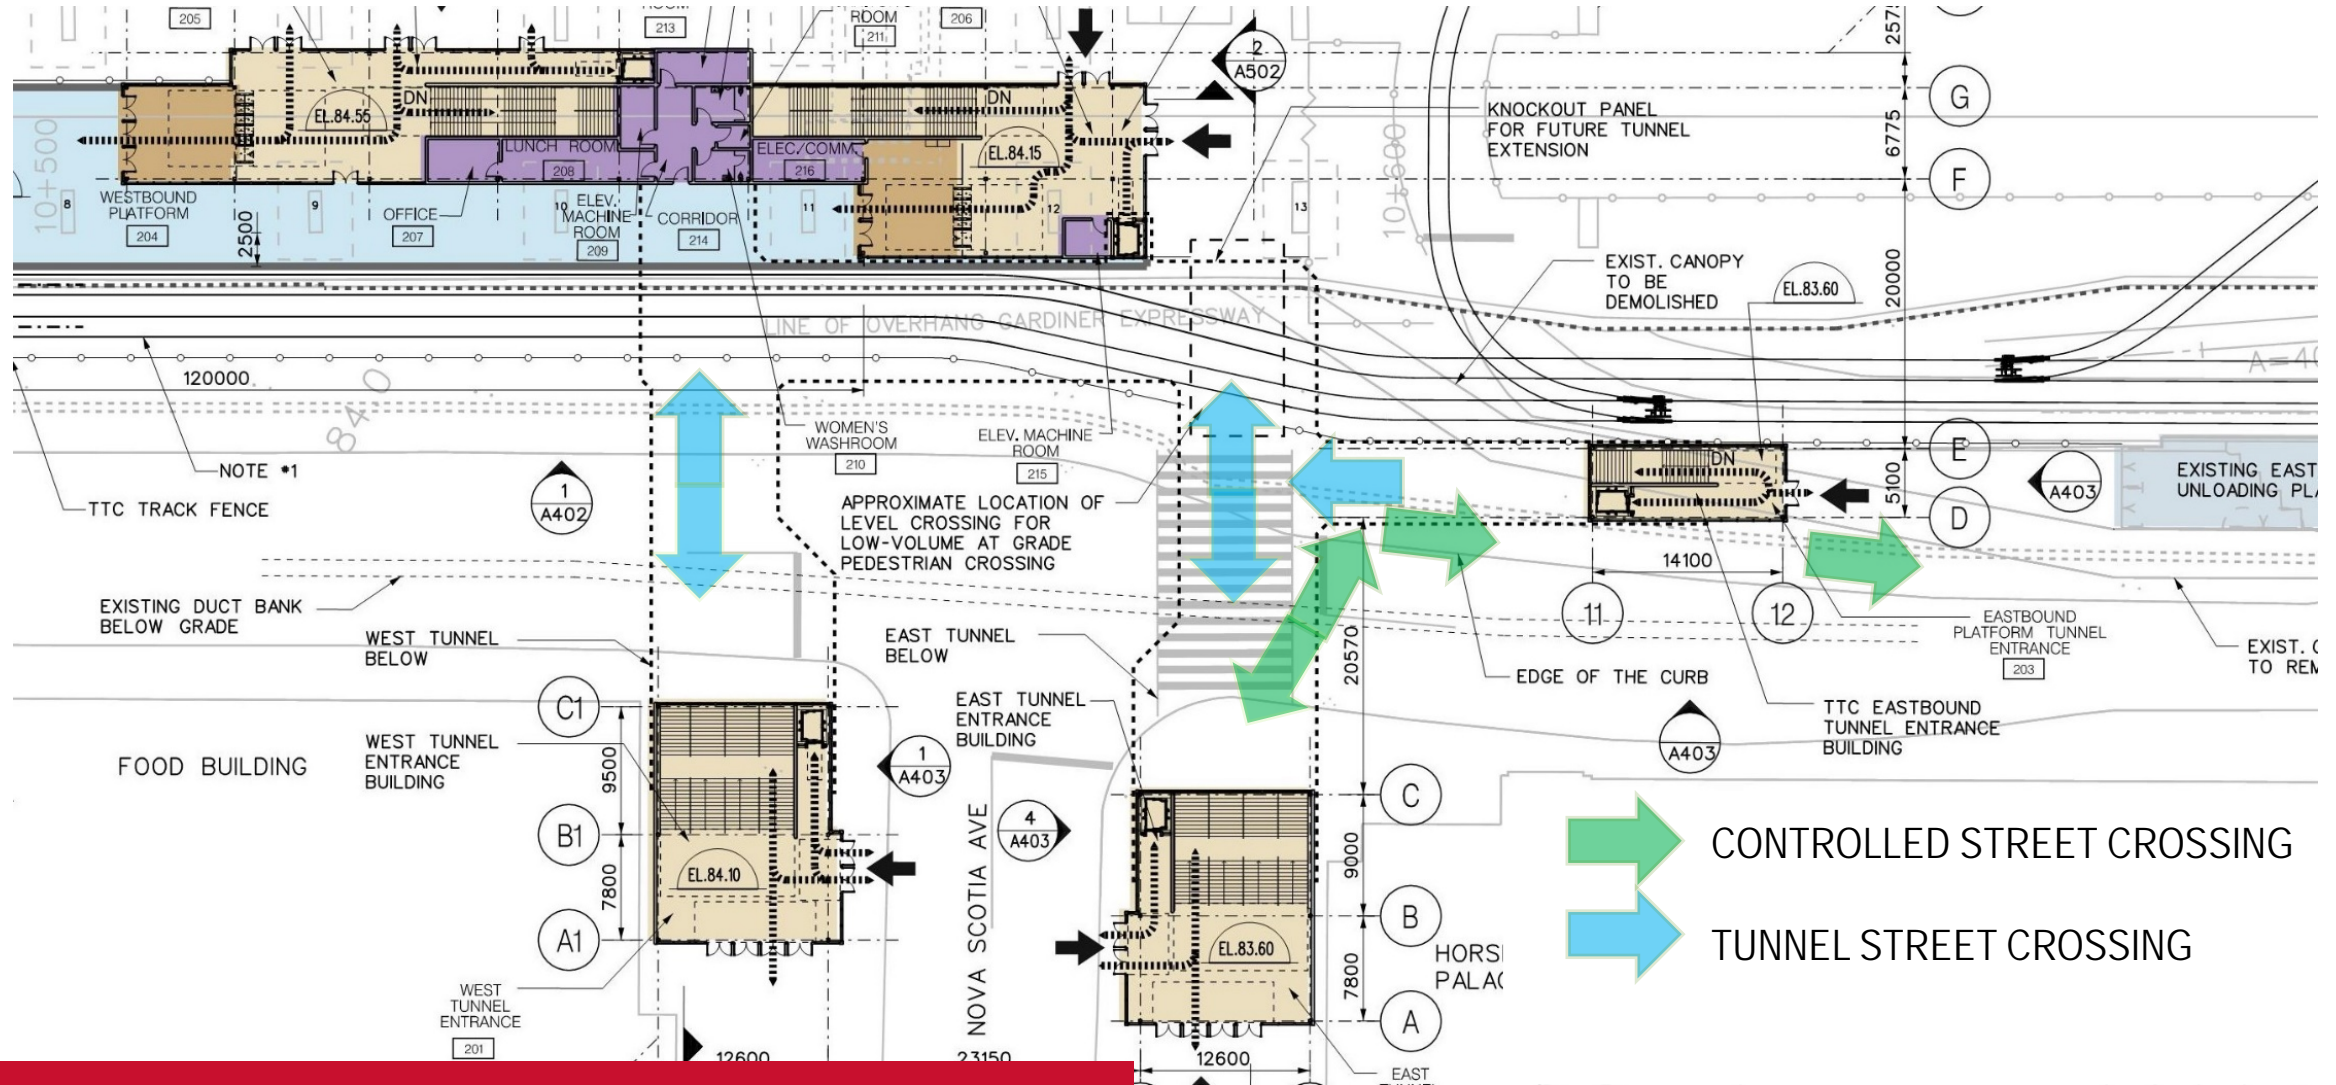 205
213
ROOM
211
206
2
A502
2575
G
KNOCKOUT PANEL
FOR FUTURE TUNNEL
EXTENSION
6775
F
DN
EL.84.55
DN
EL.84.15
10+500
10+600
LUNCH ROOM
208
ELEC/COMM.
216
8
9
10
11
12
13
WESTBOUND
PLATFORM
204
2500
OFFICE
207
ELEV.
MACHINE
ROOM
209
CORRIDOR
214
EXIST. CANOPY
TO BE
DEMOLISHED
EL.83.60
20000
LINE OF OVERHANG GARDINER EXPRESSWAY
120000
84.0
NOTE *1
TTC TRACK FENCE
1
A402
WOMEN'S
WASHROOM
210
ELEV. MACHINE
ROOM
215
APPROXIMATE LOCATION OF
LEVEL CROSSING FOR
LOW-VOLUME AT GRADE
PEDESTRIAN CROSSING
DN
E
5100
D
A403
EXISTING EAST
UNLOADING
14100
11
12
EXISTING DUCT BANK
BELOW GRADE
WEST TUNNEL
BELOW
EAST TUNNEL
BELOW
20570
EDGE OF THE CURB
EASTBOUND
PLATFORM TUNNEL
ENTRANCE
203
EXIST.
TO
C1
9500
B1
7800
A1
FOOD BUILDING
WEST TUNNEL
ENTRANCE
BUILDING
EL.84.10
1
A403
EAST TUNNEL
ENTRANCE
BUILDING
A403
TTC EASTBOUND
TUNNEL ENTRANCE
BUILDING
NOVA SCOTIA AVE
4
A403
C
9000
B
7800
A
EL.83.60
CONTROLLED STREET CROSSING
TUNNEL STREET CROSSING
WEST
TUNNEL
ENTRANCE
201
12600
23150
12600
EAST